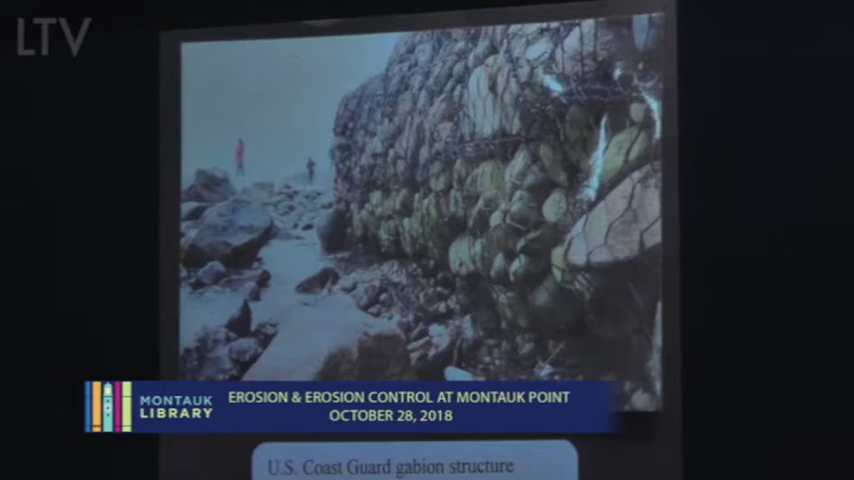 LTV
MONTAUK
LIBRARY
EROSION & EROSION CONTROL AT MONTAUK POINT
OCTOBER 28, 2018
U.S. Coast Guard gabion structure